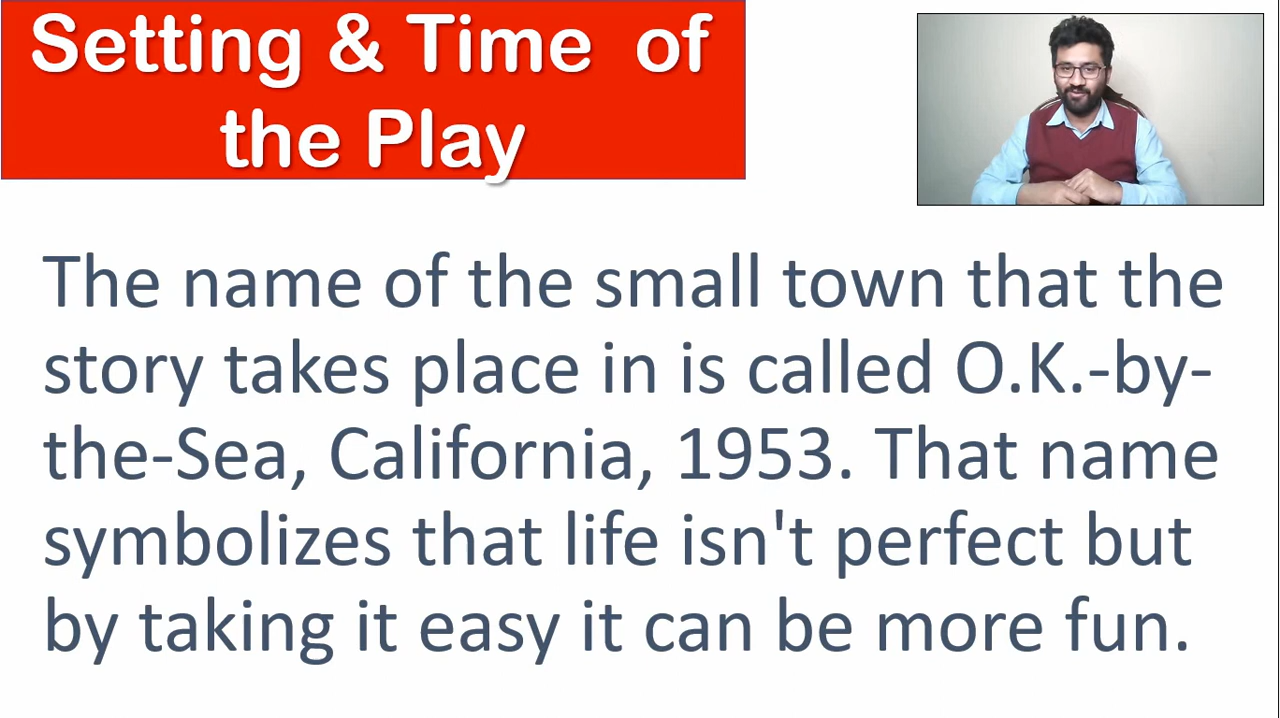 Setting & Time of
the Play
The name of the small town that the
story takes place in is called O.K.-by-
the-Sea, California, 1953. That name
symbolizes that life isn't perfect but
by taking it easy it can be more fun.